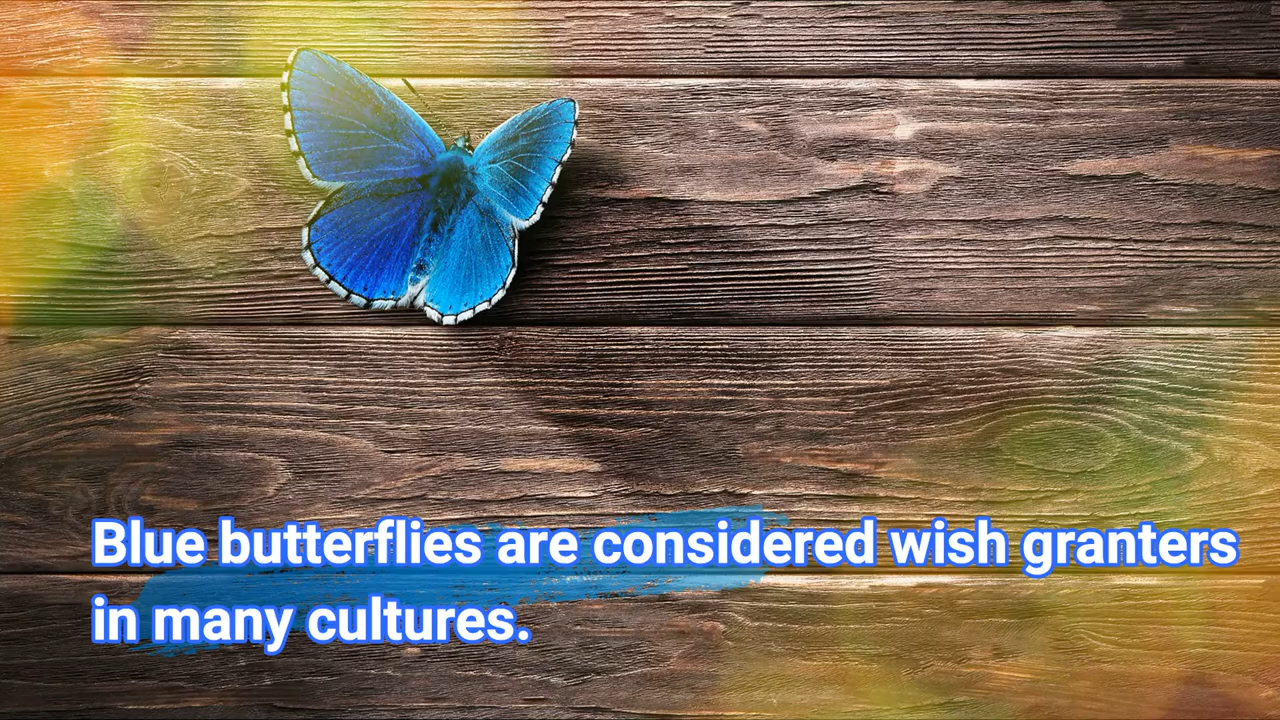 Blue butterflies are considered wish granters
in many cultures.